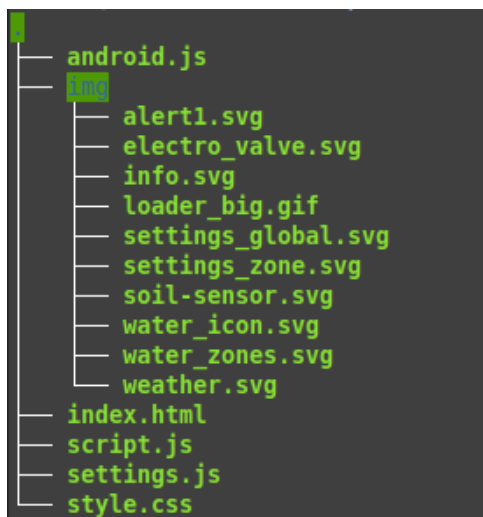 .
├── android.js
├── img
│   ├── alert1.svg
│   ├── electro_valve.svg
│   ├── info.svg
│   ├── loader_big.gif
│   ├── settings_global.svg
│   ├── settings_zone.svg
│   ├── soil-sensor.svg
│   ├── water_icon.svg
│   ├── water_zones.svg
│   └── weather.svg
├── index.html
├── script.js
├── settings.js
└── style.css